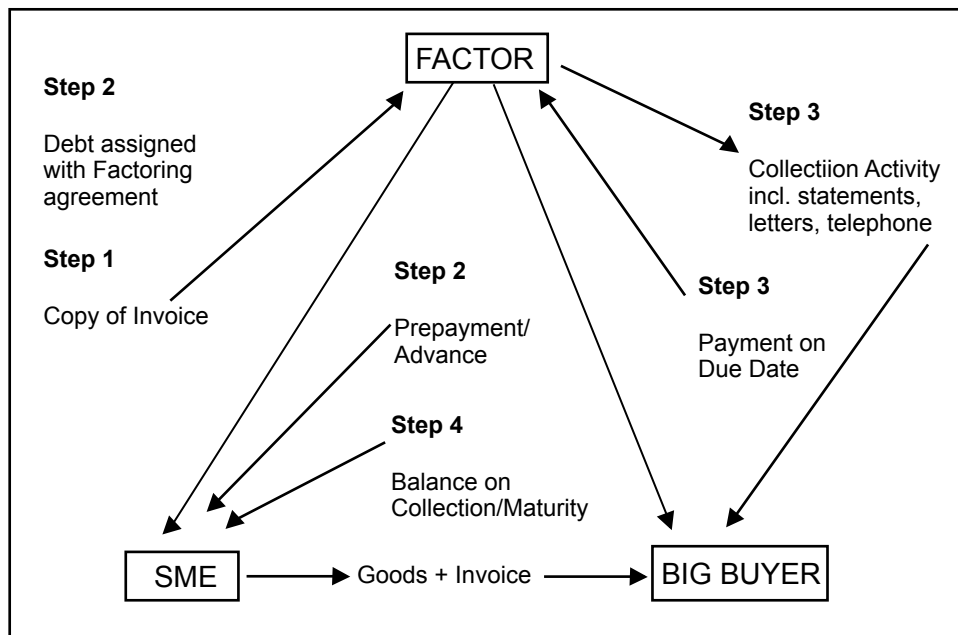 FACTOR
Step 2
Debt assigned
with Factoring
agreement
Step 1
Copy of Invoice
Step 2
Prepayment/
Advance
Step 4
Balance on
Collection/Maturity
Step 3
Collectiion Activity
incl. statements,
letters, telephone
Step 3
Payment on
Due Date
SME
Goods + Invoice
BIG BUYER